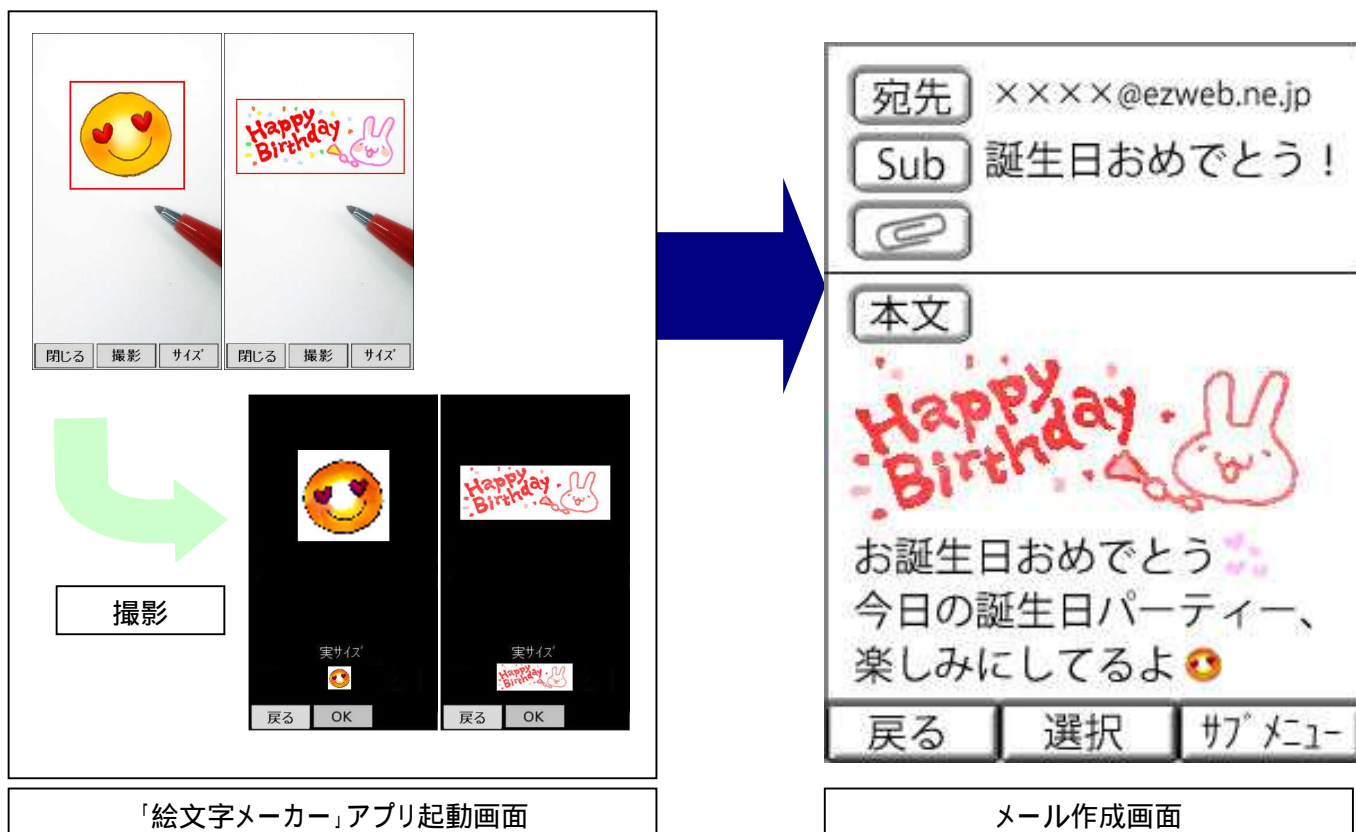 Happy
Birthday
閉じる 撮影 サイズ
閉じる 撮影 サイズ
Happy
Birthday
実サイズ
実サイズ
Happy
Birthday
戻る OK
戻る OK
撮影
「絵文字メーカー」アプリ起動画面
宛先 ××××@ezweb.ne.jp
Sub 誕生日おめでとう！
本文
Happy
Birthday
お誕生日おめでとう
今日の誕生日パーティー、
楽しみにしてるよ
戻る 選択 ｻﾌﾞﾒﾆｭｰ
メール作成画面